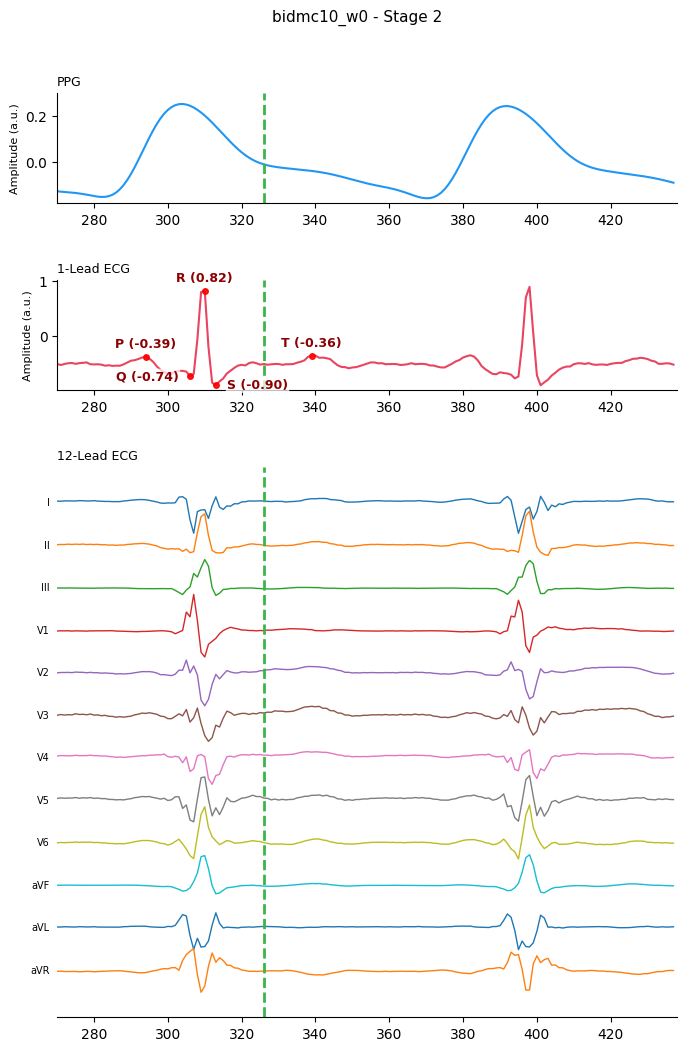 bidmc10_w0 - Stage 2
PPG
Amplitude (a.u.)
0.2
0.0
280 300 320 340 360 380 400 420
1-Lead ECG
Amplitude (a.u.)
1
0
R (0.82)
P (-0.39)
T (-0.36)
Q (-0.74)
S (-0.90)
280 300 320 340 360 380 400 420
12-Lead ECG
I
II
III
V1
V2
V3
V4
V5
V6
aVF
aVL
aVR
280 300 320 340 360 380 400 420